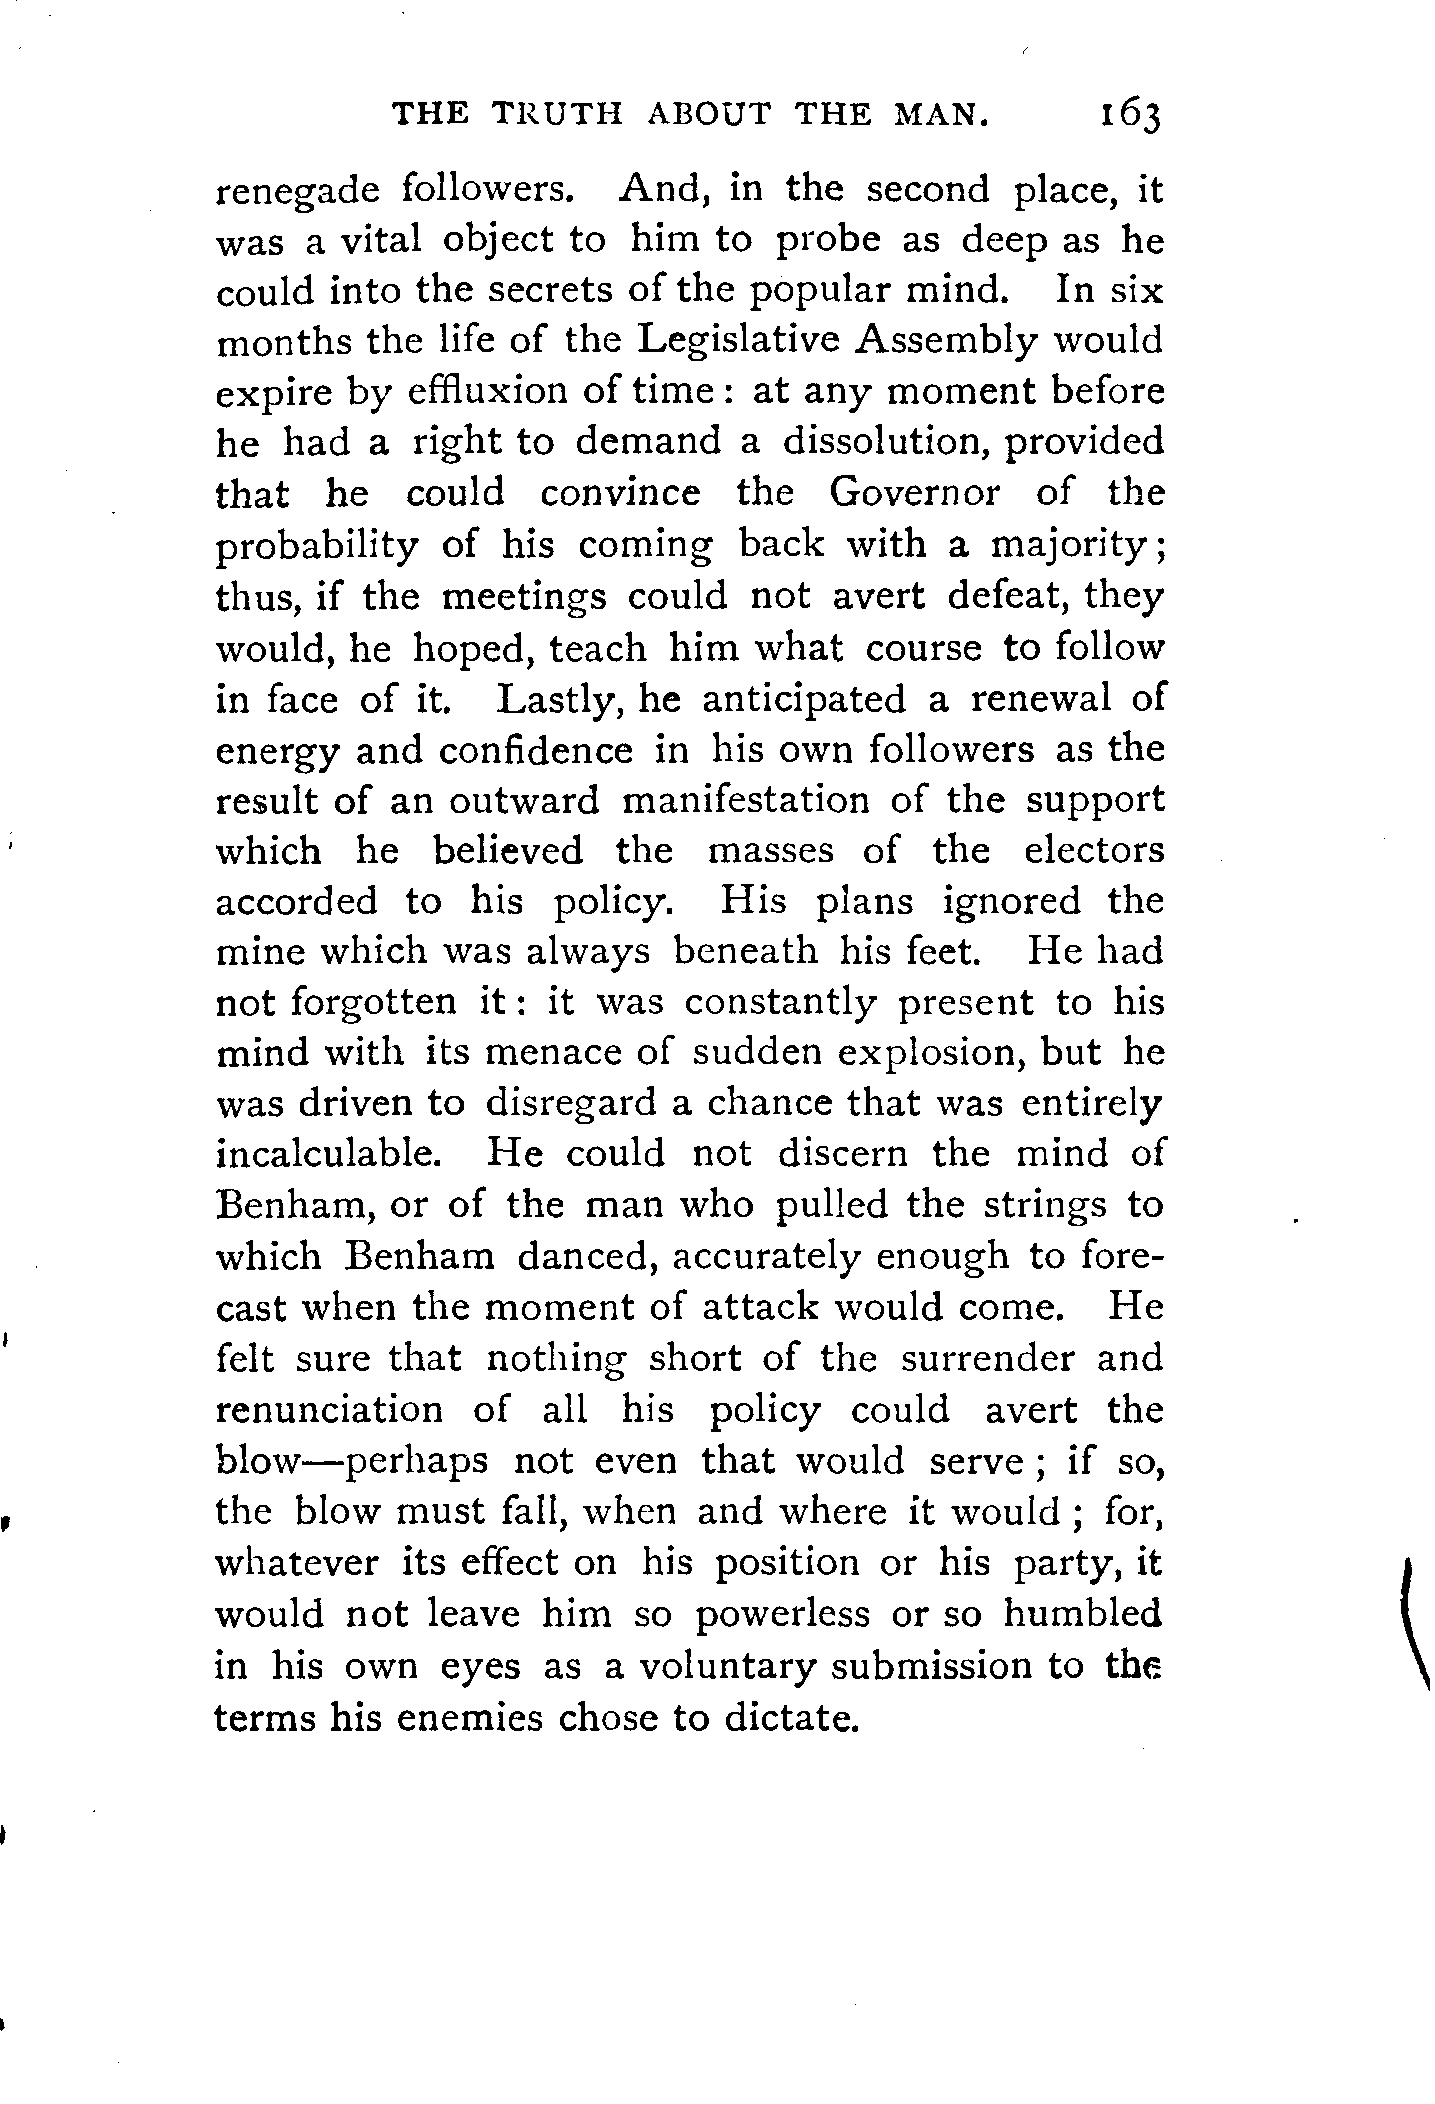 THE TRUTH ABOUT THE MAN. 163
renegade followers. And, in the second place, it
was a vital object to him to probe as deep as he
could into the secrets of the popular mind. In six
months the life of the Legislative Assembly would
expire by effluxion of time : at any moment before
he had a right to demand a dissolution, provided
that he could convince the Governor of the
probability of his coming back with a majority ;
thus, if the meetings could not avert defeat, they
would, he hoped, teach him what course to follow
in face of it. Lastly, he anticipated a renewal of
energy and confidence in his own followers as the
result of an outward manifestation of the support
which he believed the masses of the electors
accorded to his policy. His plans ignored the
mine which was always beneath his feet. He had
not forgotten it : it was constantly present to his
mind with its menace of sudden explosion, but he
was driven to disregard a chance that was entirely
incalculable. He could not discern the mind of
Benham, or of the man who pulled the strings to
which Benham danced, accurately enough to fore-
cast when the moment of attack would come. He
felt sure that nothing short of the surrender and
renunciation of all his policy could avert the
blow—perhaps not even that would serve ; if so,
the blow must fall, when and where it would ; for,
whatever its effect on his position or his party, it
would not leave him so powerless or so humbled
in his own eyes as a voluntary submission to the
terms his enemies chose to dictate.